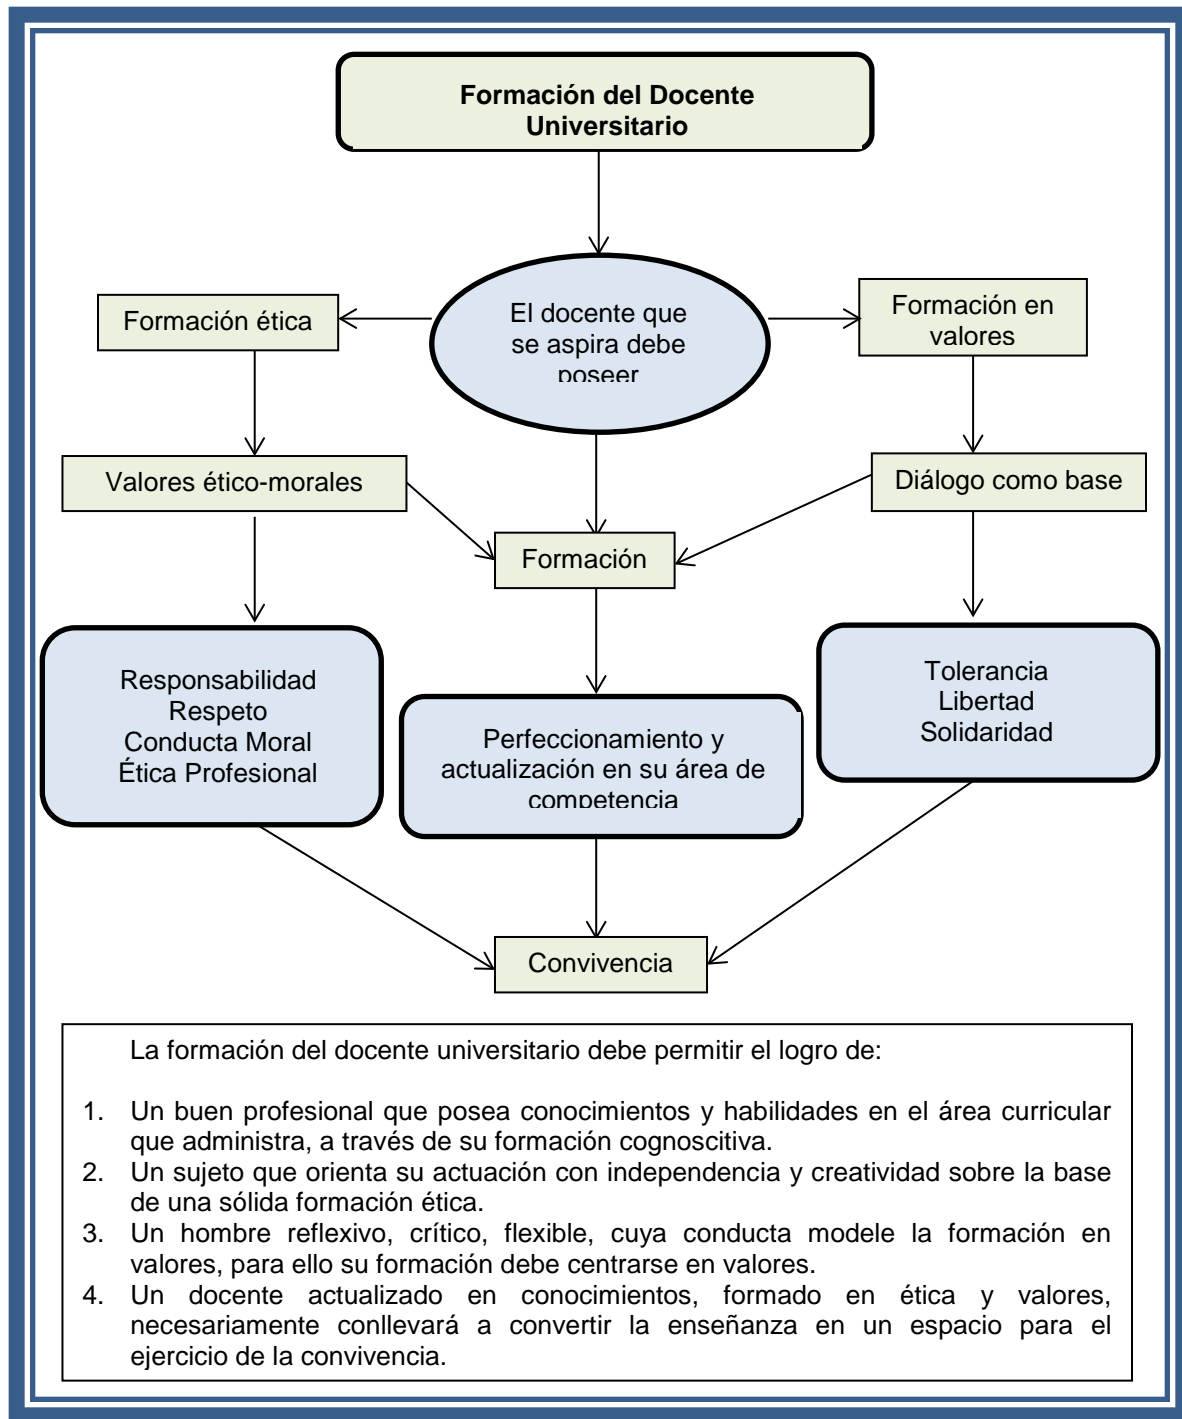 Formación del Docente
Universitario
El docente que
se aspira debe
poseer
Formación ética
Formación en
valores
Valores ético-morales
Diálogo como base
Formación
Responsabilidad
Respeto
Conducta Moral
Ética Profesional
Perfeccionamiento y
actualización en su área de
competencia
Tolerancia
Libertad
Solidaridad
Convivencia
La formación del docente universitario debe permitir el logro de:
1. Un buen profesional que posea conocimientos y habilidades en el área curricular
que administra, a través de su formación cognoscitiva.
2. Un sujeto que orienta su actuación con independencia y creatividad sobre la base
de una sólida formación ética.
3. Un hombre reflexivo, crítico, flexible, cuya conducta modele la formación en
valores, para ello su formación debe centrarse en valores.
4. Un docente actualizado en conocimientos, formado en ética y valores,
necesariamente conllevará a convertir la enseñanza en un espacio para el
ejercicio de la convivencia.